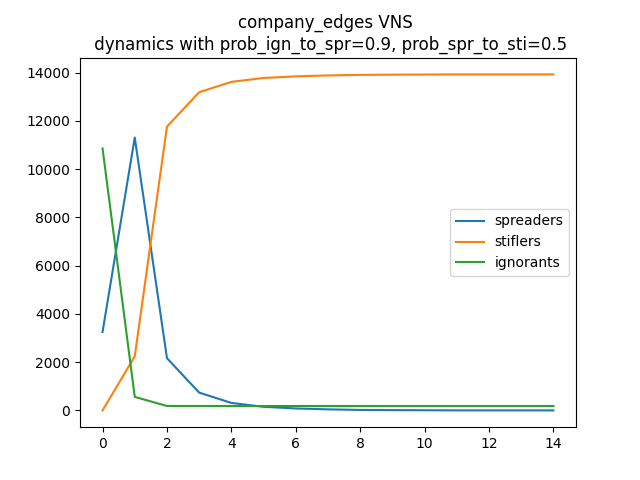 company_edges VNS
dynamics with prob_ign_to_spr=0.9, prob_spr_to_sti=0.5
14000
12000
10000
8000
6000
4000
2000
0
spreaders
stiflers
ignorants
0 2 4 6 8 10 12 14